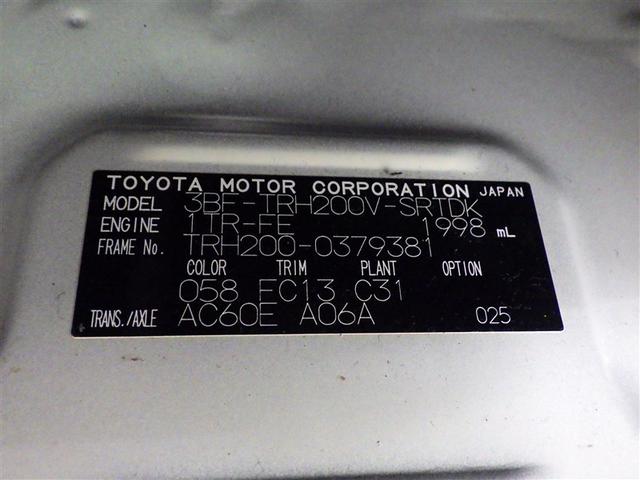 TOYOTA MOTOR CORPORATION JAPAN
MODEL 3BF-TRH200V-SRTDK
ENGINE 1TR-FE 1998 mL
FRAME No. TRH200-0379381
COLOR TRIM PLANT OPTION
058 FC13 C31
TRANS./AXLE AC60E A06A 025